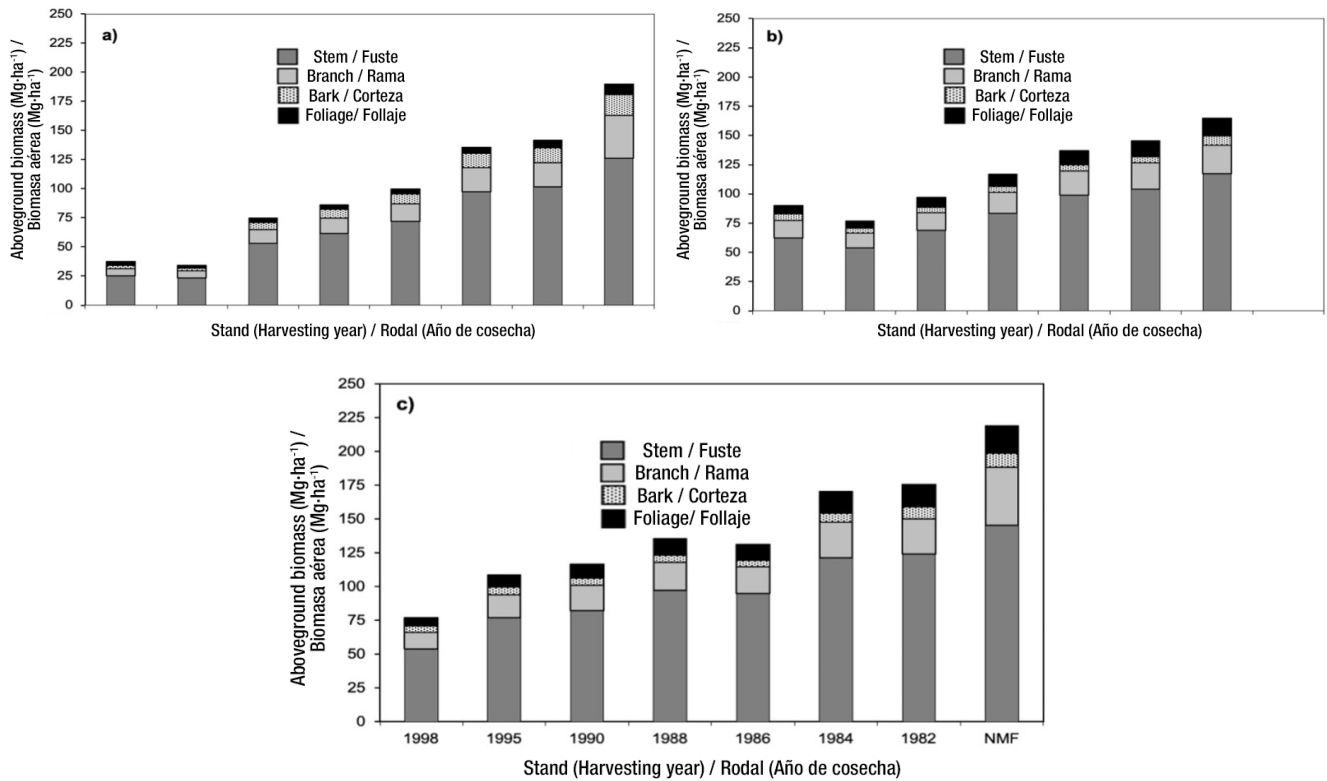 a)
Aboveground biomass (Mg·ha⁻¹) /
Biomasa aérea (Mg·ha⁻¹)
250
225
200
175
150
125
100
75
50
25
0
Stem / Fuste
Branch / Rama
Bark / Corteza
Foliage/ Follaje
Stand (Harvesting year) / Rodal (Año de cosecha)
b)
Aboveground biomass (Mg·ha⁻¹) /
Biomasa aérea (Mg·ha⁻¹)
250
225
200
175
150
125
100
75
50
25
0
Stem / Fuste
Branch / Rama
Bark / Corteza
Foliage/ Follaje
Stand (Harvesting year) / Rodal (Año de cosecha)
c)
Aboveground biomass (Mg·ha⁻¹) /
Biomasa aérea (Mg·ha⁻¹)
250
225
200
175
150
125
100
75
50
25
0
Stem / Fuste
Branch / Rama
Bark / Corteza
Foliage/ Follaje
1998 1995 1990 1988 1986 1984 1982 NMF
Stand (Harvesting year) / Rodal (Año de cosecha)